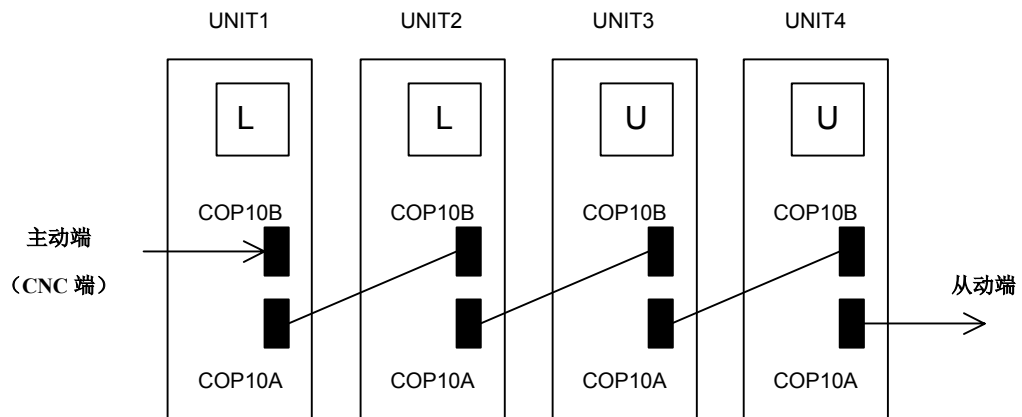 UNIT1 UNIT2 UNIT3 UNIT4
L L U U
COP10B COP10B COP10B COP10B
主动端
（CNC 端）
从动端
COP10A COP10A COP10A COP10A